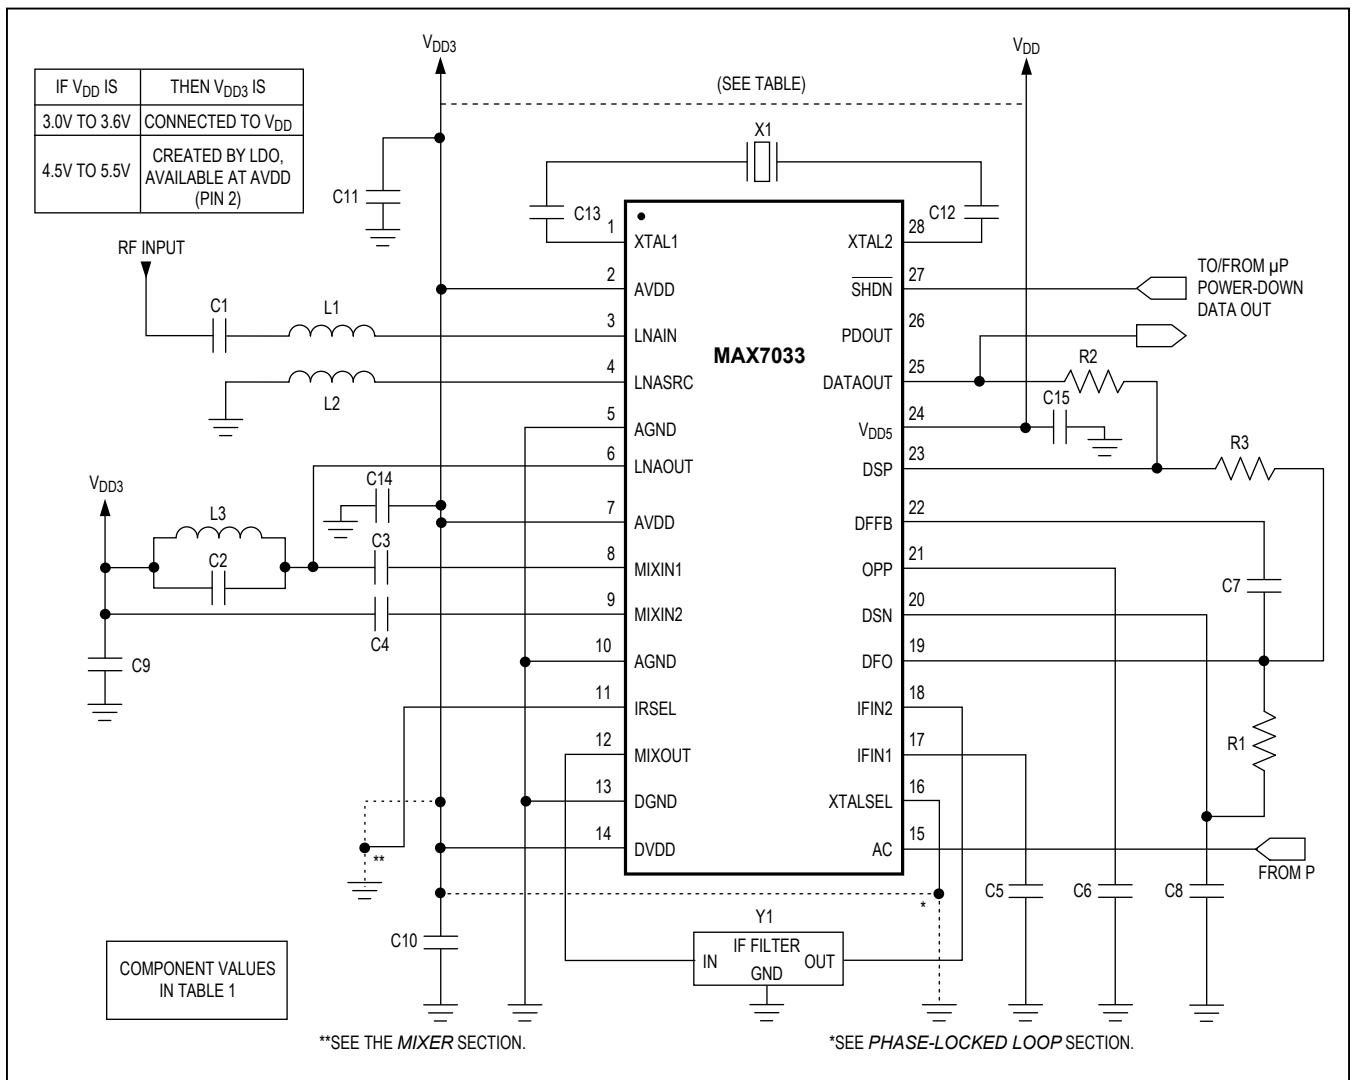 VDD3
VDD
IF VDD IS
THEN VDD3 IS
3.0V TO 3.6V
CONNECTED TO VDD
4.5V TO 5.5V
CREATED BY LDO,
AVAILABLE AT AVDD
(PIN 2)
(SEE TABLE)
X1
C11
C13
C12
RF INPUT
C1
L1
L2
VDD3
L3
C2
C14
C3
C4
C9
MAX7033
1
XTAL1
2
AVDD
3
LNAIN
4
LNASRC
5
AGND
6
LNAOUT
7
AVDD
8
MIXIN1
9
MIXIN2
10
AGND
11
IRSEL
12
MIXOUT
13
DGND
14
DVDD
28
XTAL2
27
SHDN
26
PDOUT
25
DATAOUT
24
VDD5
23
DSP
22
DFFB
21
OPP
20
DSN
19
DFO
18
IFIN2
17
IFIN1
16
XTALSEL
15
AC
TO/FROM µP
POWER-DOWN
DATA OUT
R2
C15
R3
C7
R1
FROM P
**
*
C5
C6
C8
C10
Y1
IF FILTER
IN
OUT
GND
COMPONENT VALUES
IN TABLE 1
**SEE THE MIXER SECTION.
*SEE PHASE-LOCKED LOOP SECTION.